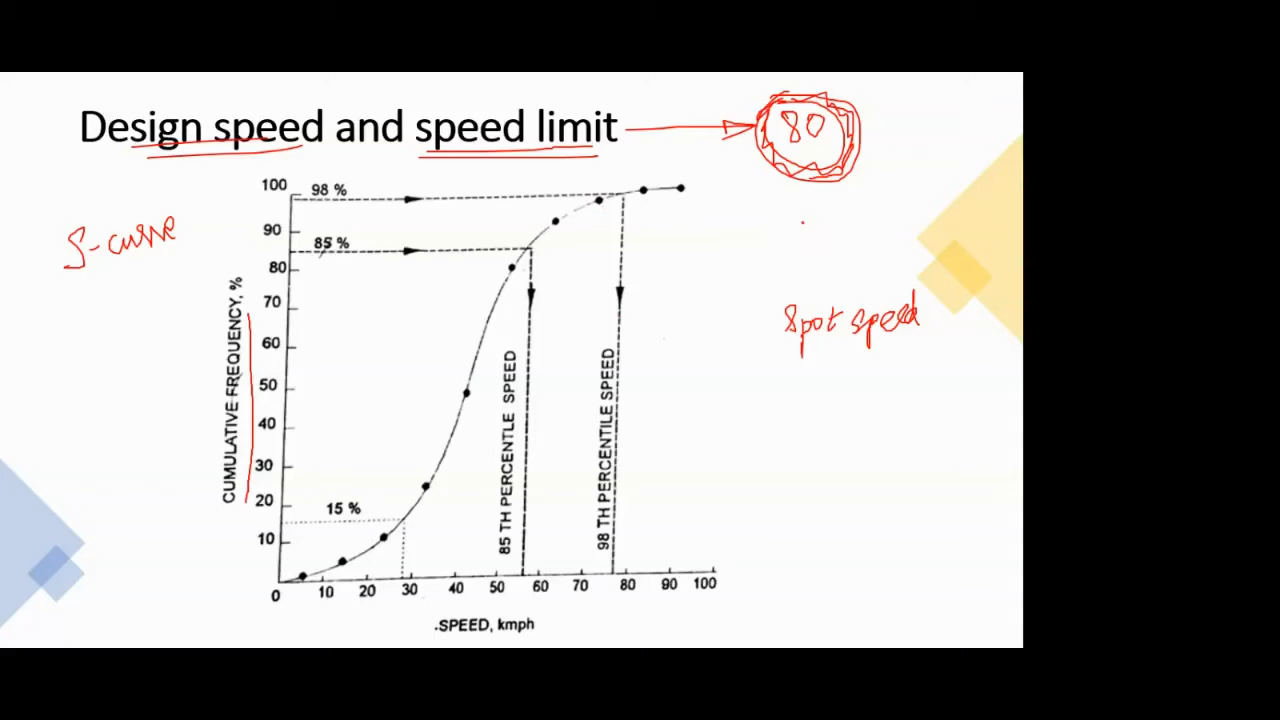 Design speed and speed limit
80
S-curve
Spot speed
CUMULATIVE FREQUENCY, %
100
90
80
70
60
50
40
30
20
10
98 %
85 %
15 %
85 TH PERCENTLE SPEED
98 TH PERCENTILE SPEED
0 10 20 30 40 50 60 70 80 90 100
.SPEED, kmph